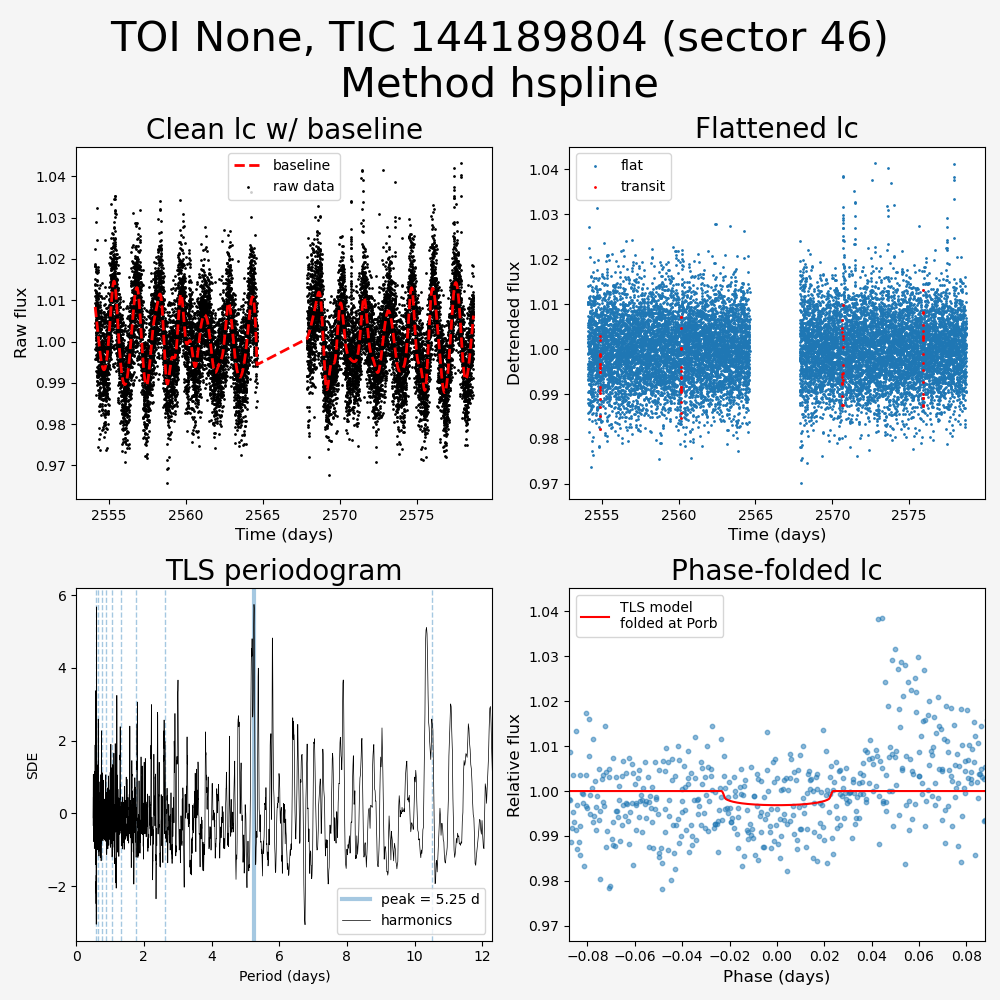 TOI None, TIC 144189804 (sector 46)
Method hspline
Clean lc w/ baseline
baseline
raw data
1.04
1.03
1.02
1.01
1.00
0.99
0.98
0.97
Raw flux
2555
2560
2565
2570
2575
Time (days)
Flattened lc
flat
transit
1.04
1.03
1.02
1.01
1.00
0.99
0.98
0.97
Detrended flux
2555
2560
2565
2570
2575
Time (days)
TLS periodogram
6
4
2
0
−2
SDE
peak = 5.25 d
harmonics
0
2
4
6
8
10
12
Period (days)
Phase-folded lc
TLS model
folded at Porb
1.04
1.03
1.02
1.01
1.00
0.99
0.98
0.97
Relative flux
−0.08
−0.06
−0.04
−0.02
0.00
0.02
0.04
0.06
0.08
Phase (days)